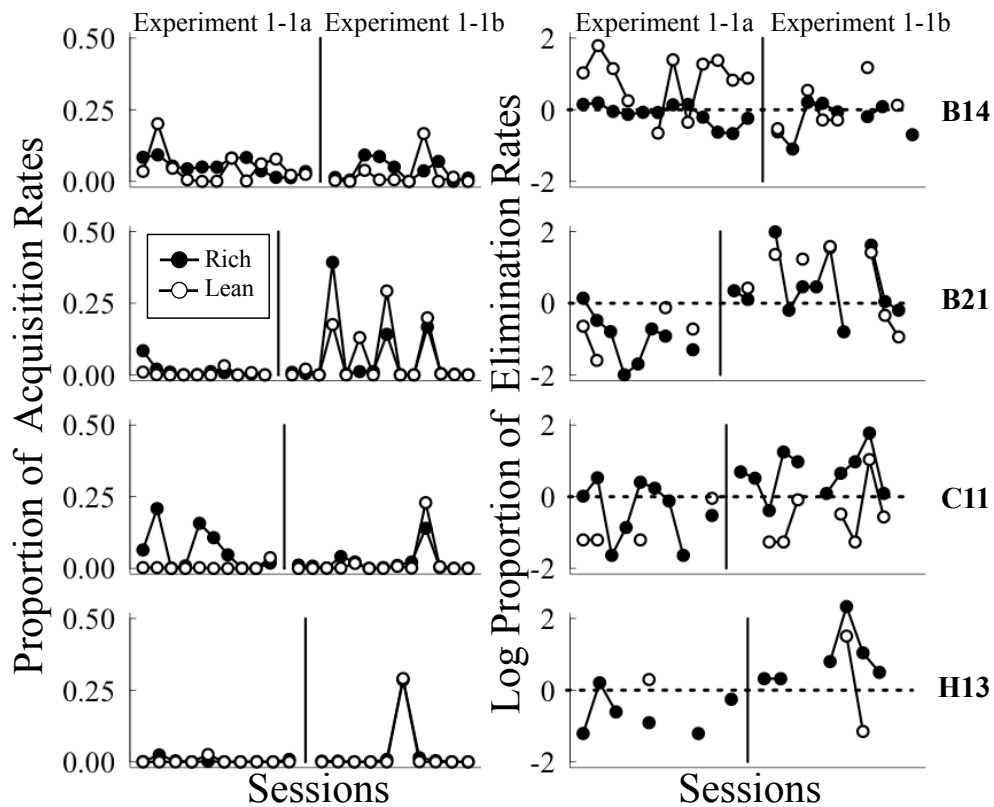 Experiment 1-1a Experiment 1-1b
Experiment 1-1a Experiment 1-1b
0.50
0.25
0.00
2
0
-2
B14
0.50
0.25
0.00
Rich
Lean
2
0
-2
B21
0.50
0.25
0.00
2
0
-2
C11
0.50
0.25
0.00
2
0
-2
H13
Proportion of Acquisition Rates
Log Proportion of Elimination Rates
Sessions
Sessions